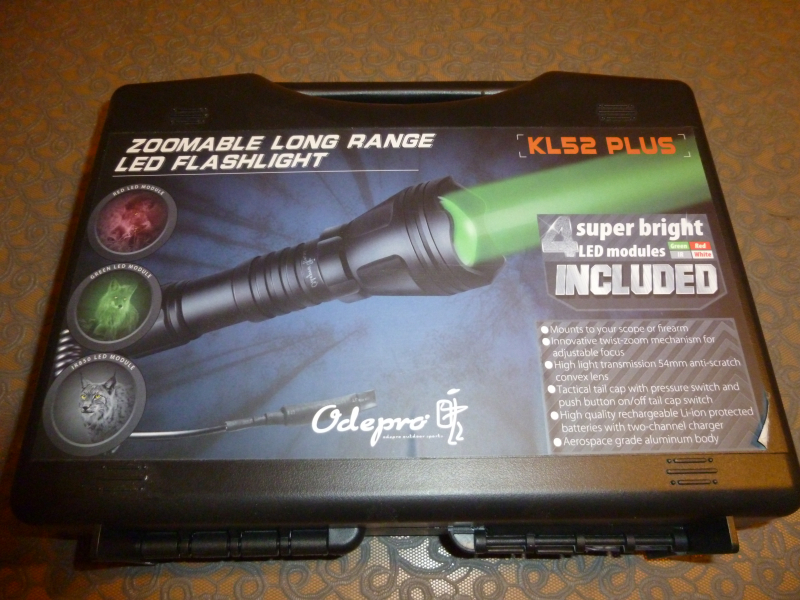 ZOOMABLE LONG RANGE
LED FLASHLIGHT
KL52 PLUS
RED LED MODULE
GREEN LED MODULE
IR850 LED MODULE
4 super bright
LED modules
Green Red
IR White
INCLUDED
Mounts to your scope or firearm
Innovative twist-zoom mechanism for
adjustable focus
High light transmission 54mm anti-scratch
convex lens
Tactical tail cap with pressure switch and
push button on/off tail cap switch
High quality rechargeable Li-ion protected
batteries with two-channel charger
Aerospace grade aluminum body
Odepro
odepro outdoor sports